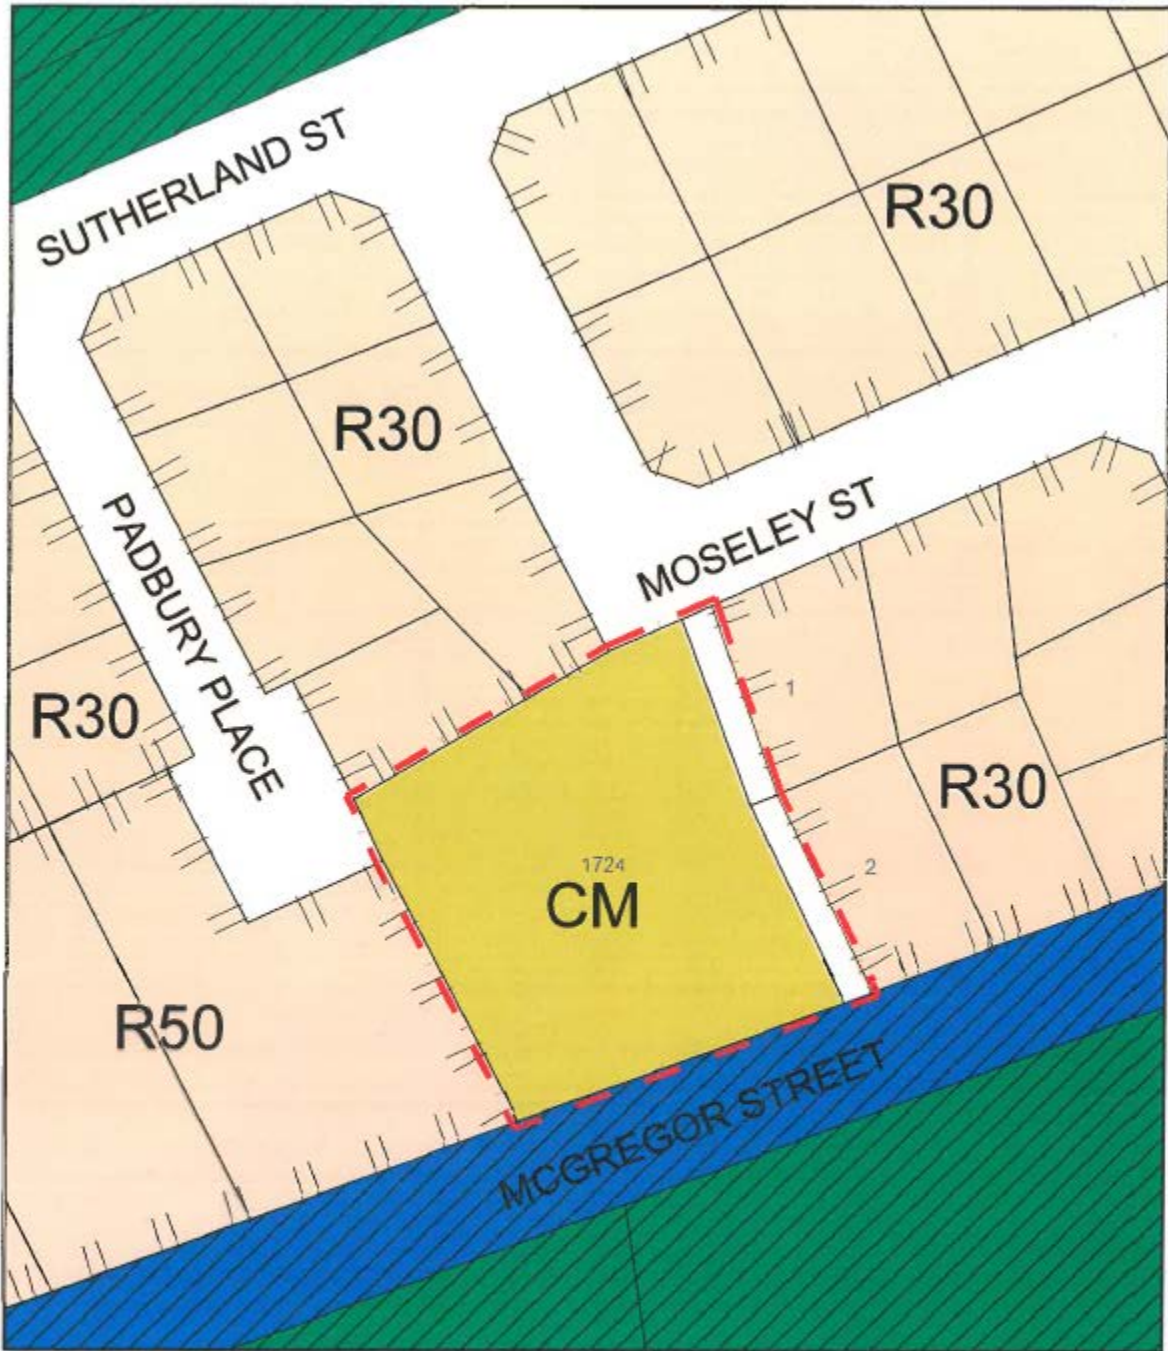 SUTHERLAND ST
R30
R30
PADBURY PLACE
MOSELEY ST
1
R30
R30
1724
2
CM
R50
MCGREGOR STREET